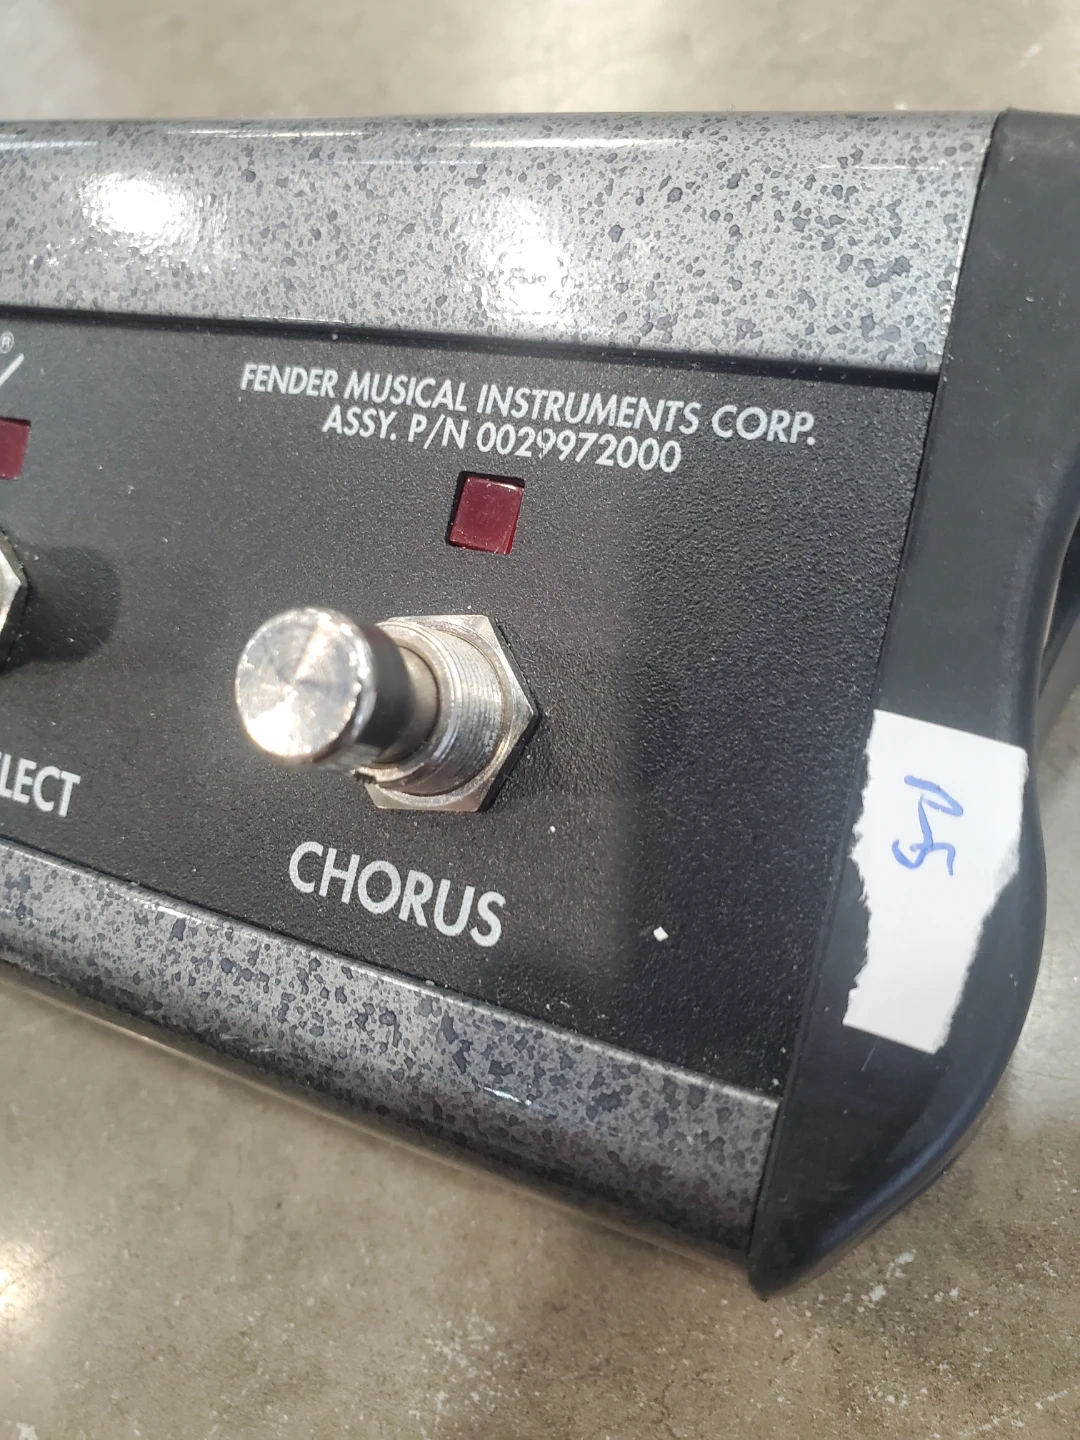 ®
FENDER MUSICAL INSTRUMENTS CORP.
ASSY. P/N 0029972000
LECT
CHORUS